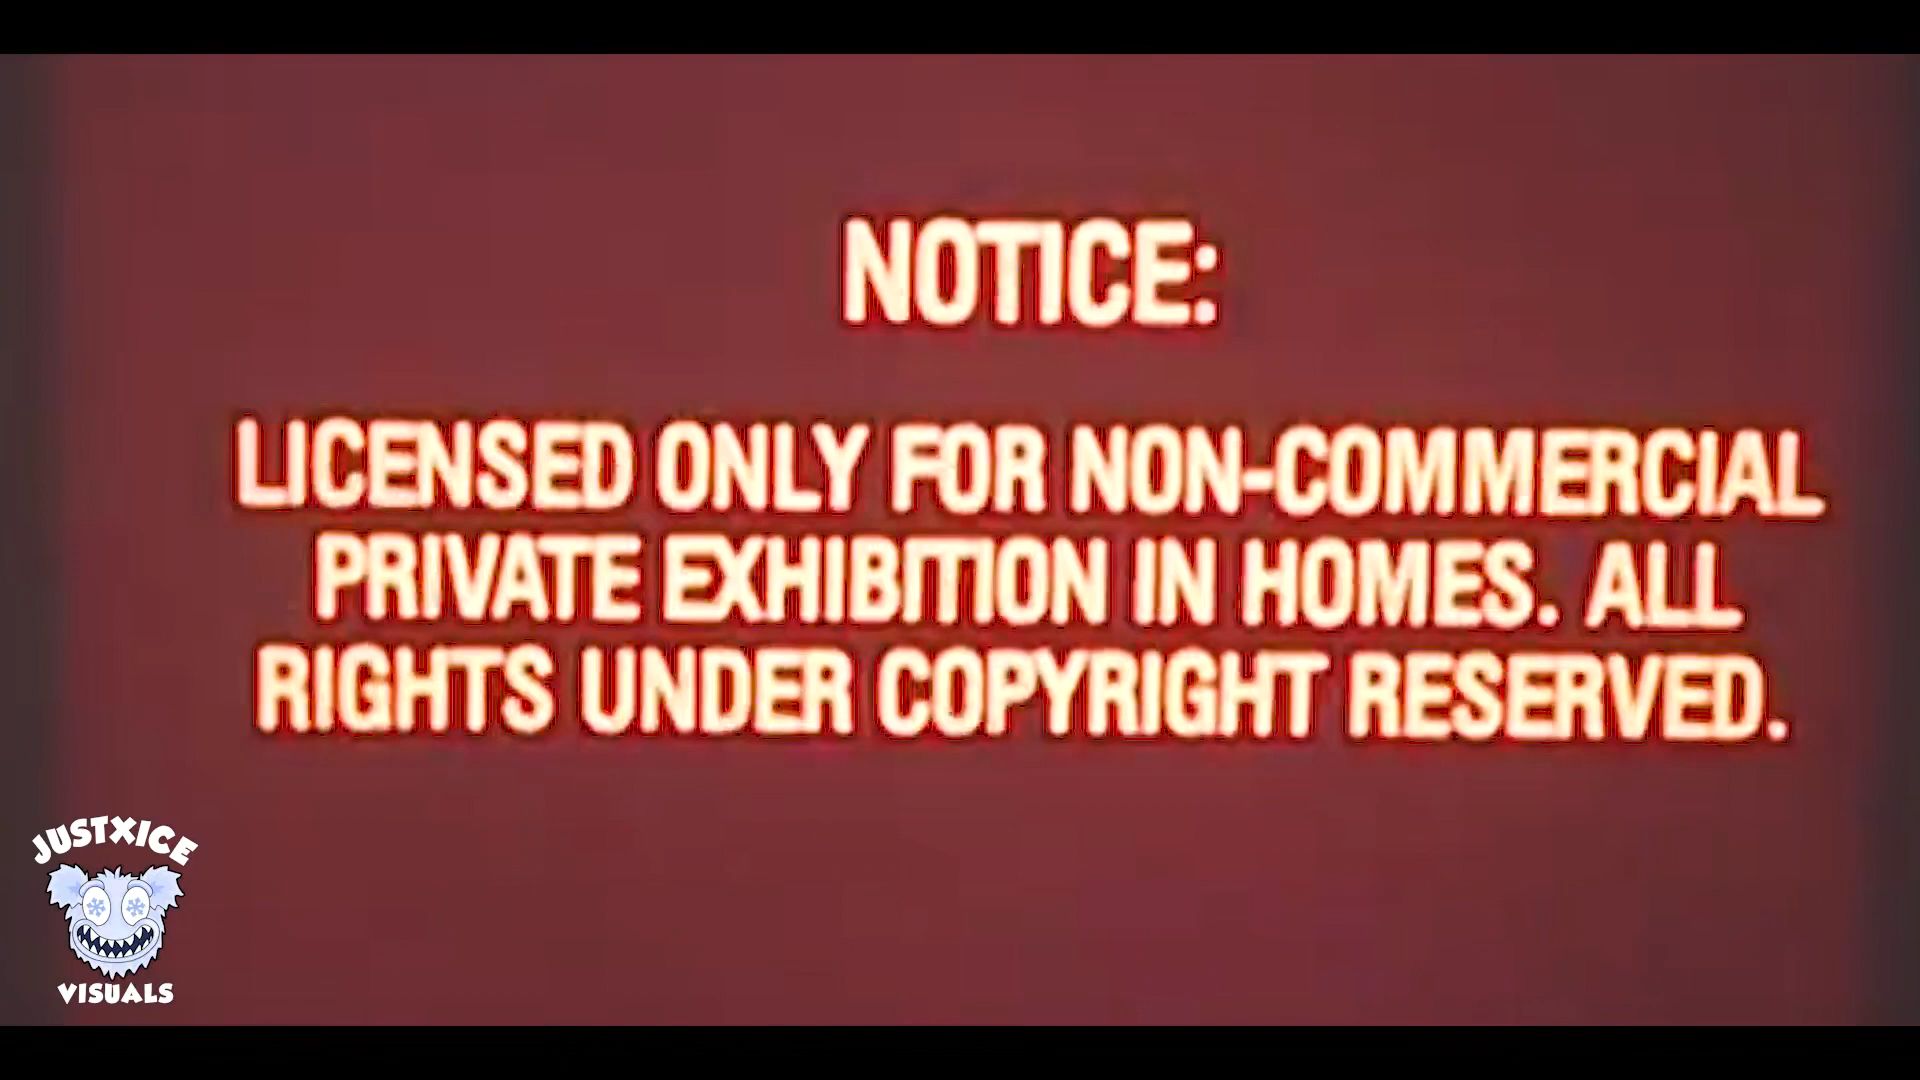 NOTICE:
LICENSED ONLY FOR NON-COMMERCIAL
PRIVATE EXHIBITION IN HOMES. ALL
RIGHTS UNDER COPYRIGHT RESERVED.
JUSTXICE
VISUALS